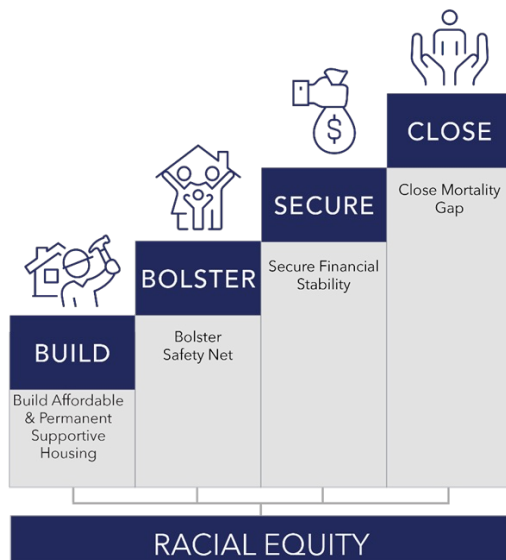 CLOSE
Close Mortality
Gap
$
SECURE
Secure Financial
Stability
BOLSTER
Bolster
Safety Net
BUILD
Build Affordable
& Permanent
Supportive
Housing
RACIAL EQUITY